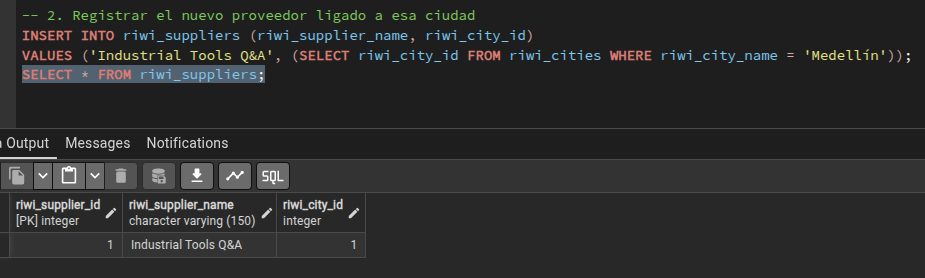 -- 2. Registrar el nuevo proveedor ligado a esa ciudad
INSERT INTO riwi_suppliers (riwi_supplier_name, riwi_city_id)
VALUES ('Industrial Tools Q&A', (SELECT riwi_city_id FROM riwi_cities WHERE riwi_city_name = 'Medellín'));
SELECT * FROM riwi_suppliers;
a Output Messages Notifications
SQL
riwi_supplier_id riwi_supplier_name riwi_city_id
[PK] integer character varying (150) integer
1 Industrial Tools Q&A 1